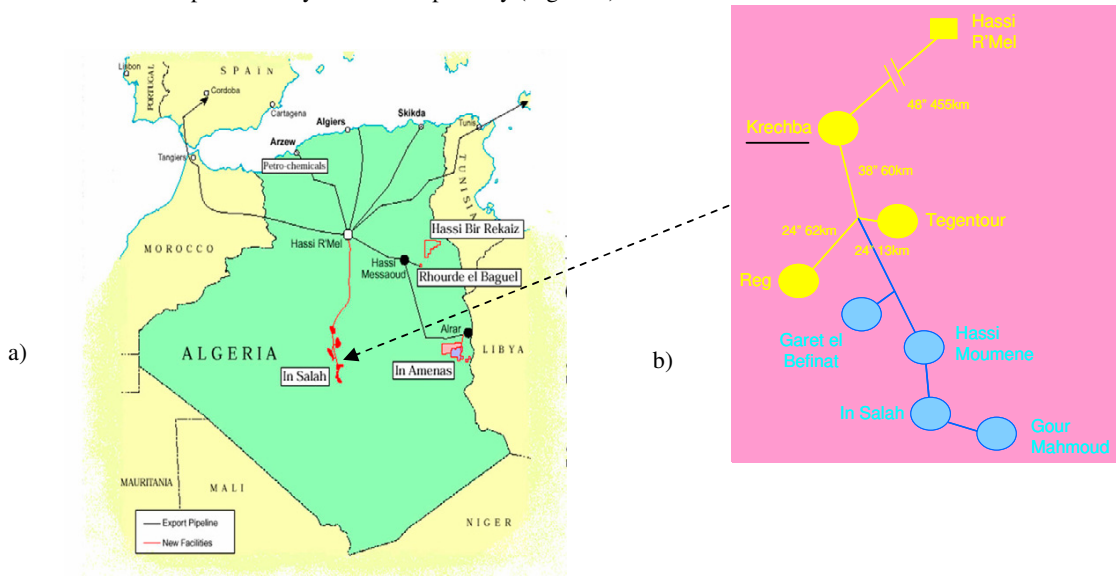 Lisbon
PORTUGAL
SPAIN
Cordoba
Cartagena
Tangiers
Arzew
Algiers
Skikda
Tunis
Petro-chemicals
TUNISIA
MOROCCO
Hassi R'Mel
Hassi Bir Rekaiz
Hassi
Messaoud
Rhourde el Baguel
Alrar
ALGERIA
LIBYA
In Salah
In Amenas
MAURITANIA
MALI
NIGER
Export Pipeline
New Facilities
a)
Hassi
R'Mel
48" 455km
Krechba
38" 60km
Tegentour
24" 62km
24" 13km
Reg
Garet el
Befinat
Hassi
Moumene
In Salah
Gour
Mahmoud
b)